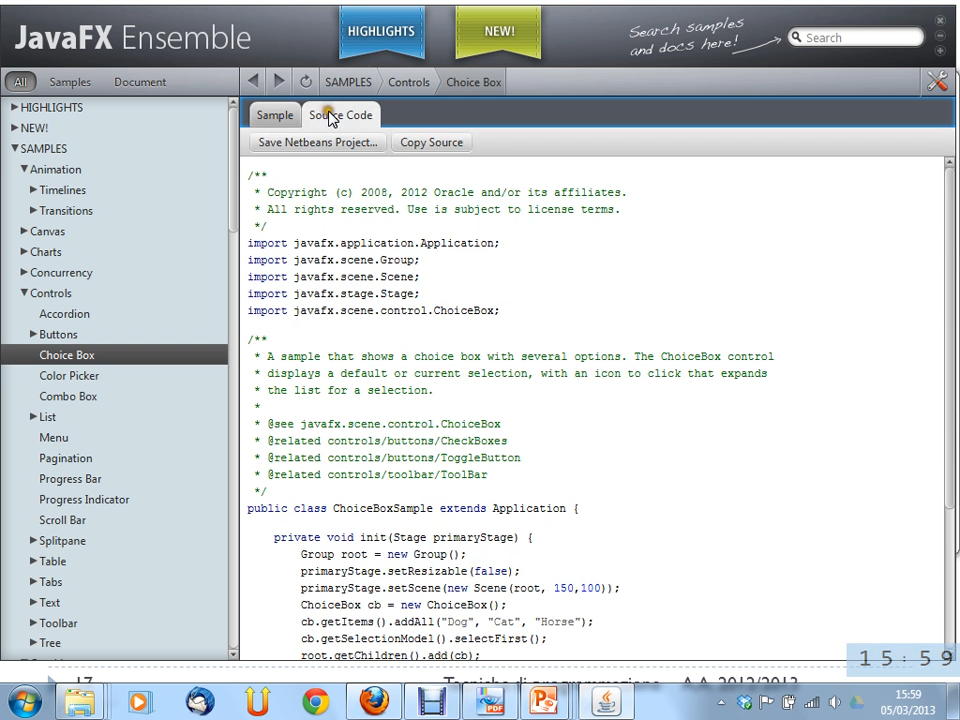 JavaFX Ensemble
HIGHLIGHTS
NEW!
Search samples
and docs here!
Search
All
Samples
Document
SAMPLES
Controls
Choice Box
HIGHLIGHTS
NEW!
SAMPLES
Animation
Timelines
Transitions
Canvas
Charts
Concurrency
Controls
Accordion
Buttons
Choice Box
Color Picker
Combo Box
List
Menu
Pagination
Progress Bar
Progress Indicator
Scroll Bar
Splitpane
Table
Tabs
Text
Toolbar
Tree
Sample
Source Code
Save Netbeans Project...
Copy Source
/**
* Copyright (c) 2008, 2012 Oracle and/or its affiliates.
* All rights reserved. Use is subject to license terms.
*/
import javafx.application.Application;
import javafx.scene.Group;
import javafx.scene.Scene;
import javafx.stage.Stage;
import javafx.scene.control.ChoiceBox;
/**
* A sample that shows a choice box with several options. The ChoiceBox control
* displays a default or current selection, with an icon to click that expands
* the list for a selection.
*
* @see javafx.scene.control.ChoiceBox
* @related controls/buttons/CheckBoxes
* @related controls/buttons/ToggleButton
* @related controls/toolbar/ToolBar
*/
public class ChoiceBoxSample extends Application {
private void init(Stage primaryStage) {
Group root = new Group();
primaryStage.setResizable(false);
primaryStage.setScene(new Scene(root, 150,100));
ChoiceBox cb = new ChoiceBox();
cb.getItems().addAll("Dog", "Cat", "Horse");
cb.getSelectionModel().selectFirst();
root.getChildren().add(cb);
15:59
17
Tecniche di programmazione A.A. 2012/2013
PDF
15:59
05/03/2013